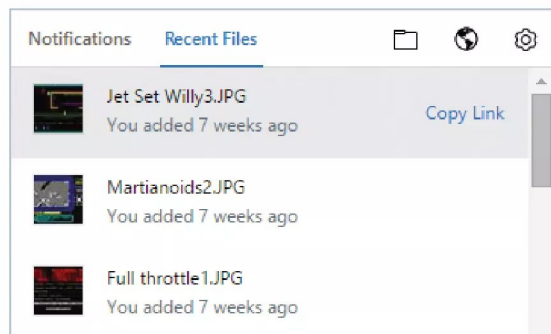 Notifications
Recent Files
Jet Set Willy3.JPG
You added 7 weeks ago
Copy Link
Martianoids2.JPG
You added 7 weeks ago
Full throttle1.JPG
You added 7 weeks ago